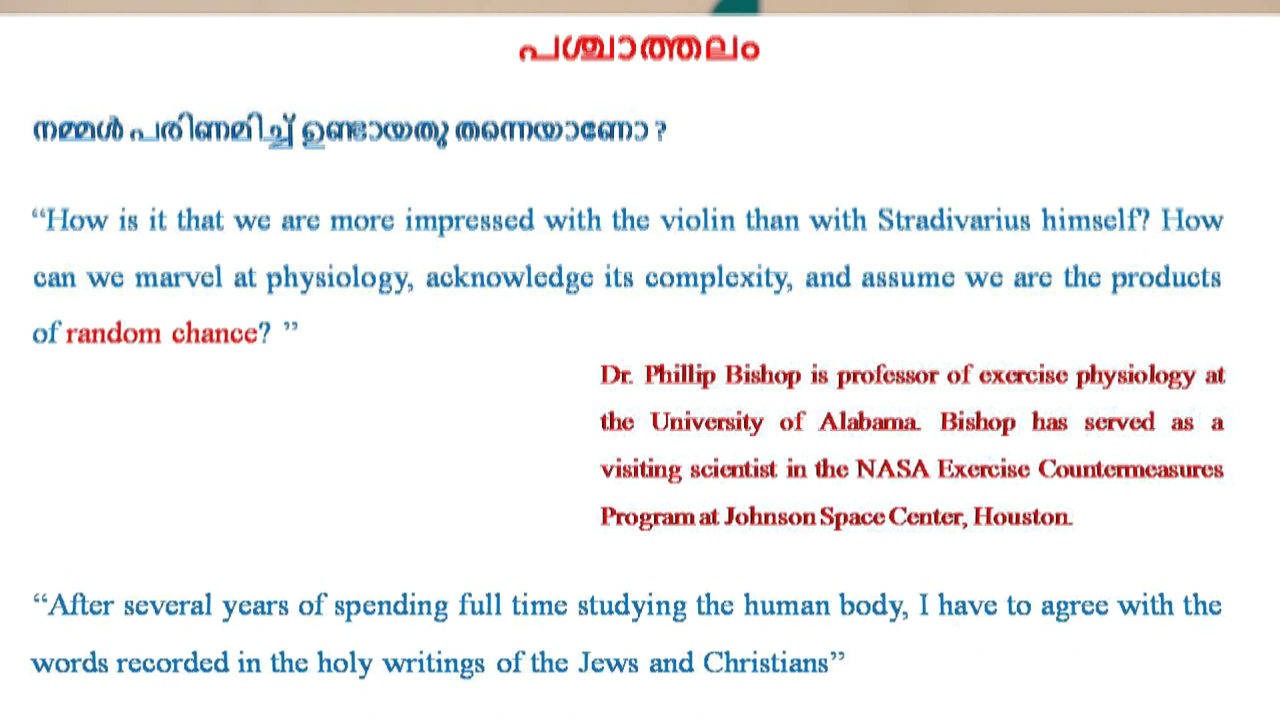 പശ്ചാത്തലം
നമ്മൾ പരിണമിച്ച് ഉണ്ടായതു തന്നെയാണോ ?
“How is it that we are more impressed with the violin than with Stradivarius himself? How
can we marvel at physiology, acknowledge its complexity, and assume we are the products
of random chance? ”
Dr. Phillip Bishop is professor of exercise physiology at
the University of Alabama. Bishop has served as a
visiting scientist in the NASA Exercise Countermeasures
Program at Johnson Space Center, Houston.
“After several years of spending full time studying the human body, I have to agree with the
words recorded in the holy writings of the Jews and Christians”